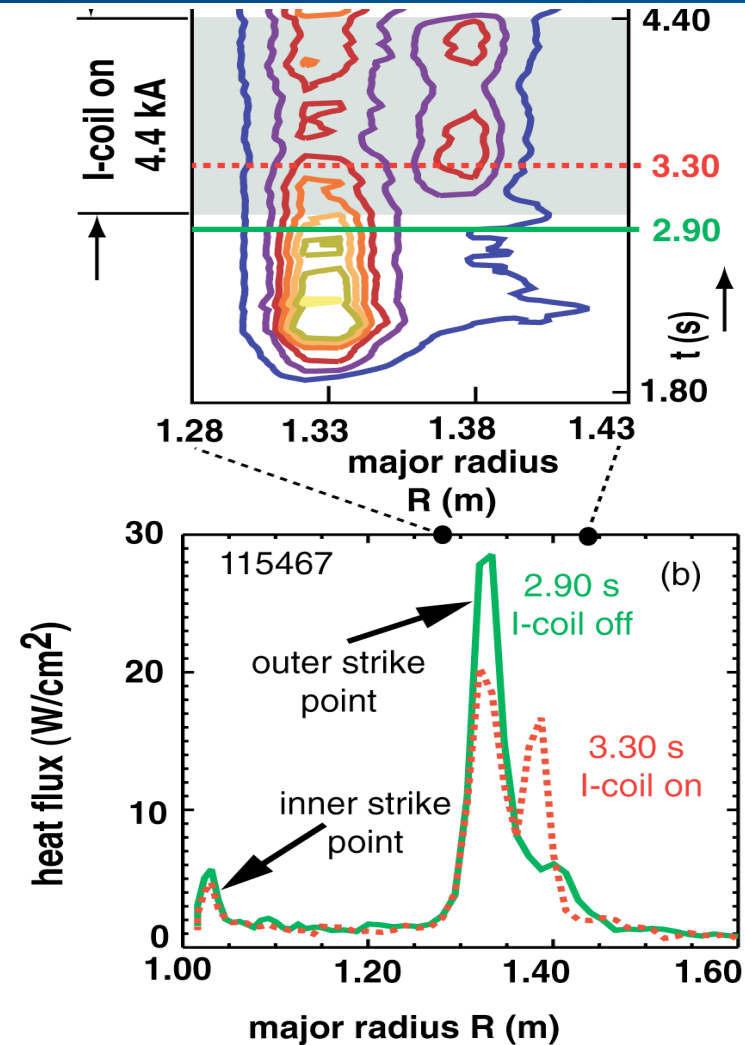 4.40
I-coil on
4.4 kA
3.30
2.90
t (s)
1.80
1.28 1.33 1.38 1.43
major radius
R (m)
30
115467
(b)
2.90 s
I-coil off
outer strike
point
20
3.30 s
I-coil on
inner strike
point
10
heat flux (W/cm2)
0
1.00 1.20 1.40 1.60
major radius R (m)